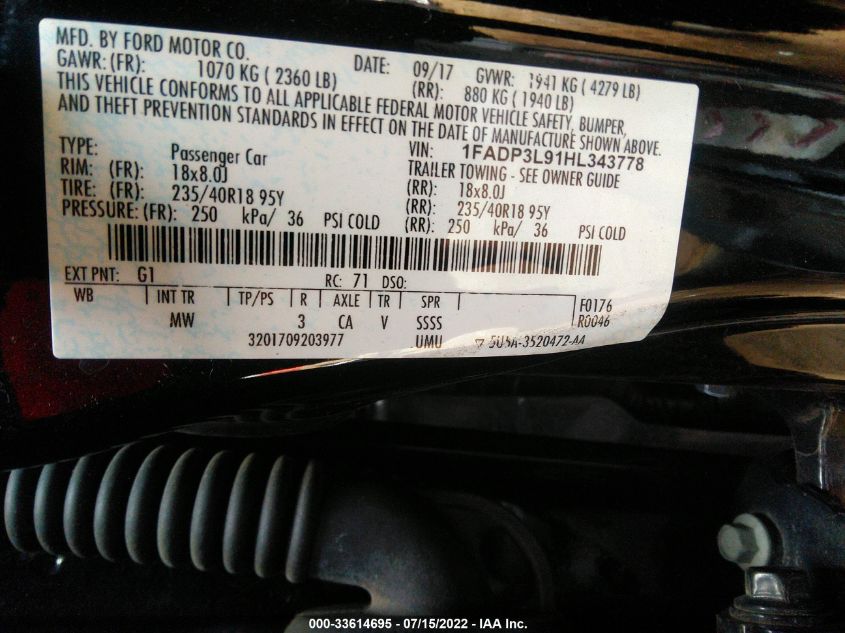 MFD. BY FORD MOTOR CO.
DATE: 09/17 GVWR: 1941 KG ( 4279 LB)
GAWR: (FR): 1070 KG ( 2360 LB) (RR): 880 KG ( 1940 LB)
THIS VEHICLE CONFORMS TO ALL APPLICABLE FEDERAL MOTOR VEHICLE SAFETY, BUMPER,
AND THEFT PREVENTION STANDARDS IN EFFECT ON THE DATE OF MANUFACTURE SHOWN ABOVE.
VIN: 1FADP3L91HL343778
TYPE: Passenger Car TRAILER TOWING - SEE OWNER GUIDE
RIM: (FR): 18x8.0J (RR): 18x8.0J
TIRE: (FR): 235/40R18 95Y (RR): 235/40R18 95Y
PRESSURE: (FR): 250 kPa/ 36 PSI COLD (RR): 250 kPa/ 36 PSI COLD
EXT PNT: G1 RC: 71 DSO:
WB INT TR TP/PS R AXLE TR SPR F0176
MW 3 CA V SSSS R0046
3201709203977 UMU 5U5A-3520472-AA
000-33614695 - 07/15/2022 - IAA Inc.